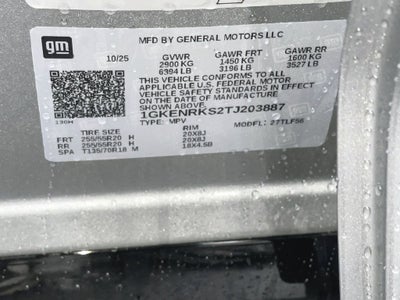 gm
MFD BY GENERAL MOTORS LLC
10/25 GVWR GAWR FRT GAWR RR
2900 KG 1450 KG 1600 KG
6394 LB 3196 LB 3527 LB
THIS VEHICLE CONFORMS TO ALL
APPLICABLE U.S. FEDERAL MOTOR
VEHICLE SAFETY STANDARDS IN EFFECT
ON THE DATE OF MANUFACTURE
SHOWN ABOVE.
1GKENRKS2TJ203887
TYPE: MPV MODEL: 27TLF56
TIRE SIZE RIM
FRT 255/55R20 H 20X8J
RR 255/55R20 H 20X8J
SPA T135/70R18 M 18X4.5B